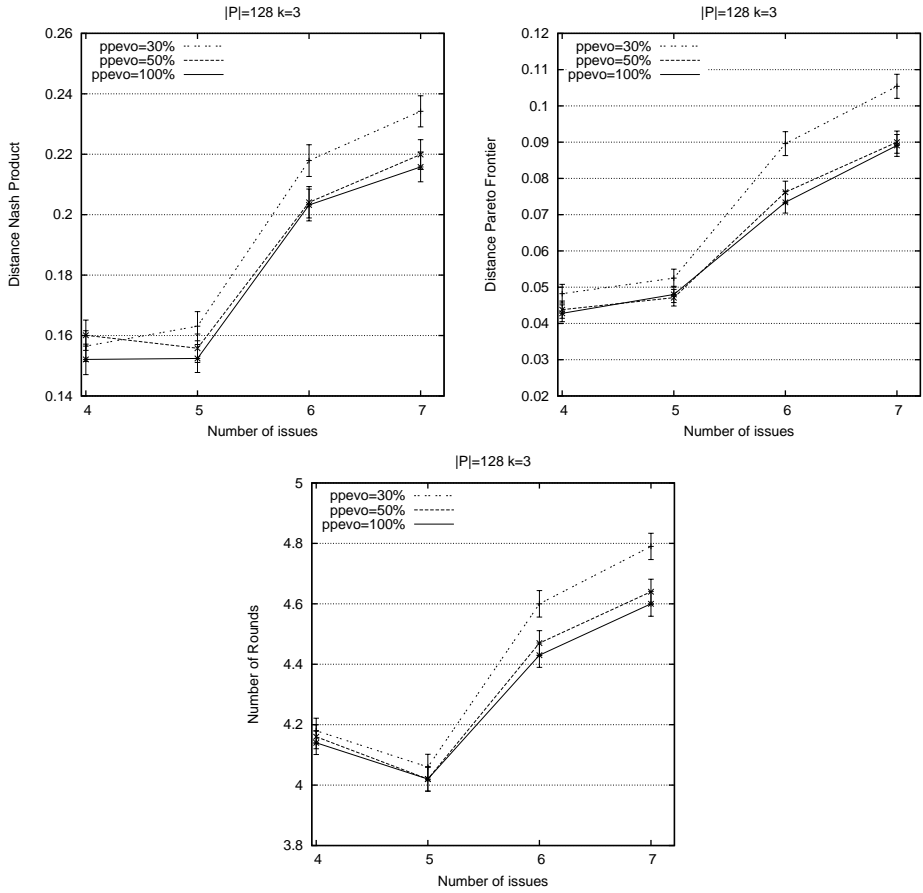 |P|=128 k=3
ppevo=30%
ppevo=50%
ppevo=100%
0.26
0.24
0.22
0.2
0.18
0.16
0.14
Distance Nash Product
4 5 6 7
Number of issues
|P|=128 k=3
ppevo=30%
ppevo=50%
ppevo=100%
0.12
0.11
0.1
0.09
0.08
0.07
0.06
0.05
0.04
0.03
0.02
Distance Pareto Frontier
4 5 6 7
Number of issues
|P|=128 k=3
ppevo=30%
ppevo=50%
ppevo=100%
5
4.8
4.6
4.4
4.2
4
3.8
Number of Rounds
4 5 6 7
Number of issues